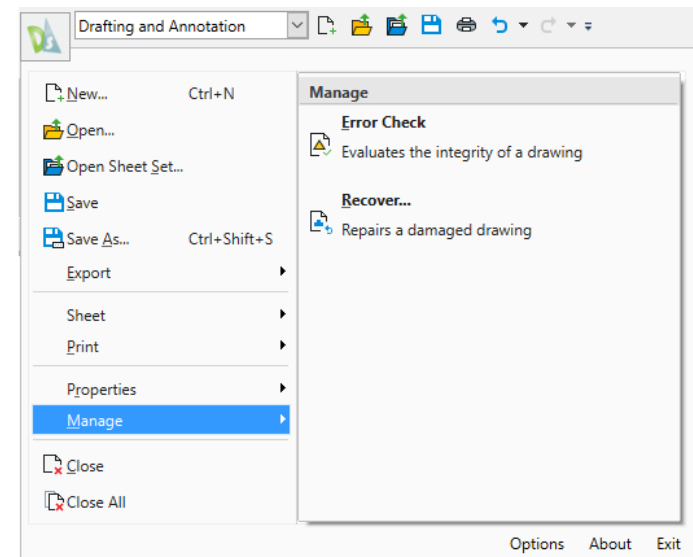 DS
Drafting and Annotation
New... Ctrl+N
Open...
Open Sheet Set...
Save
Save As... Ctrl+Shift+S
Export
Sheet
Print
Properties
Manage
Close
Close All
Manage
Error Check
Evaluates the integrity of a drawing
Recover...
Repairs a damaged drawing
Options About Exit